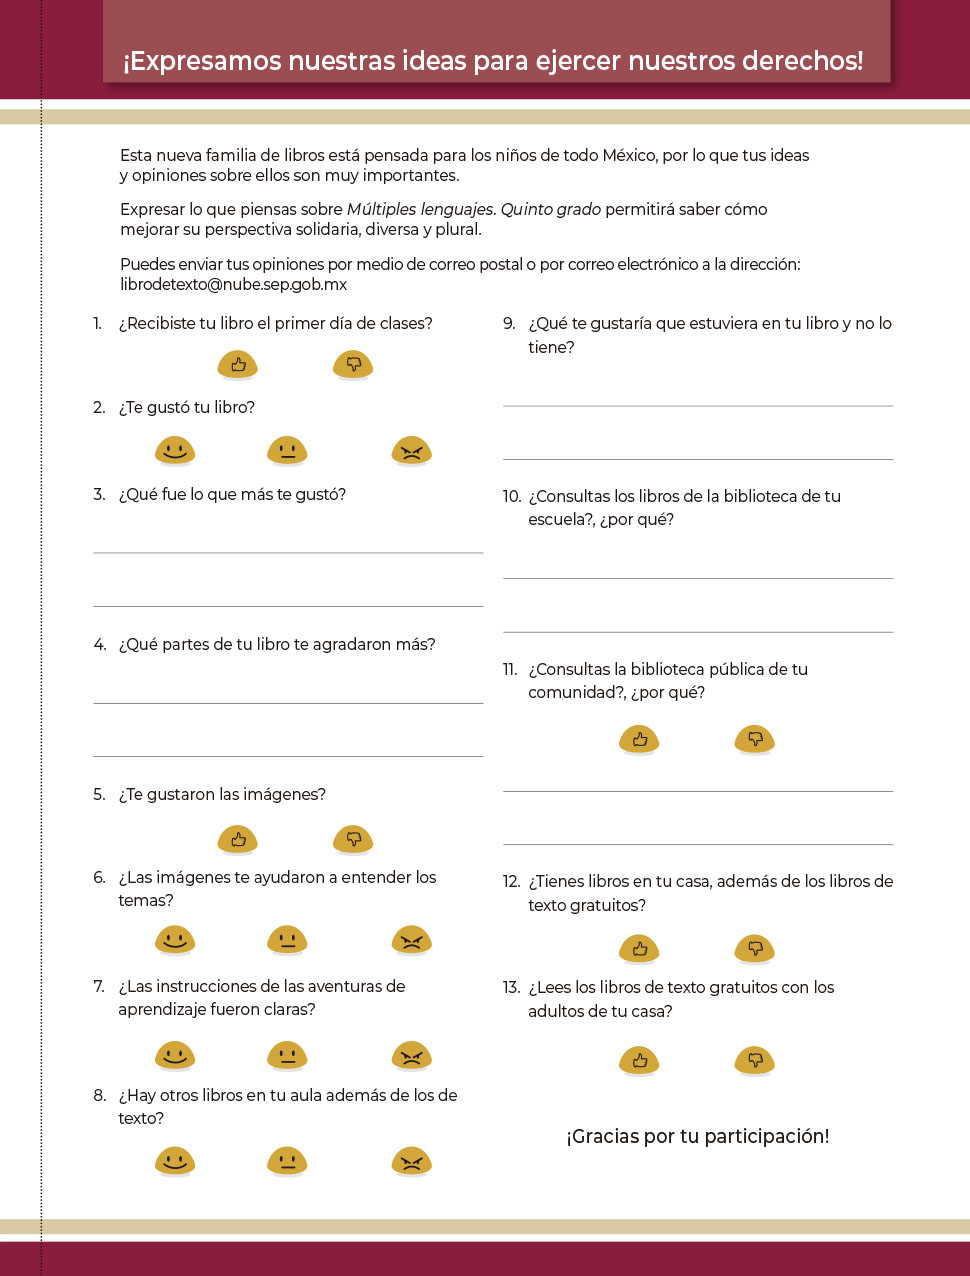 ¡Expresamos nuestras ideas para ejercer nuestros derechos!
Esta nueva familia de libros está pensada para los niños de todo México, por lo que tus ideas
y opiniones sobre ellos son muy importantes.
Expresar lo que piensas sobre Múltiples lenguajes. Quinto grado permitirá saber cómo
mejorar su perspectiva solidaria, diversa y plural.
Puedes enviar tus opiniones por medio de correo postal o por correo electrónico a la dirección:
librodetexto@nube.sep.gob.mx
1. ¿Recibiste tu libro el primer día de clases?
2. ¿Te gustó tu libro?
3. ¿Qué fue lo que más te gustó?
4. ¿Qué partes de tu libro te agradaron más?
5. ¿Te gustaron las imágenes?
6. ¿Las imágenes te ayudaron a entender los
temas?
7. ¿Las instrucciones de las aventuras de
aprendizaje fueron claras?
8. ¿Hay otros libros en tu aula además de los de
texto?
9. ¿Qué te gustaría que estuviera en tu libro y no lo
tiene?
10. ¿Consultas los libros de la biblioteca de tu
escuela?, ¿por qué?
11. ¿Consultas la biblioteca pública de tu
comunidad?, ¿por qué?
12. ¿Tienes libros en tu casa, además de los libros de
texto gratuitos?
13. ¿Lees los libros de texto gratuitos con los
adultos de tu casa?
¡Gracias por tu participación!